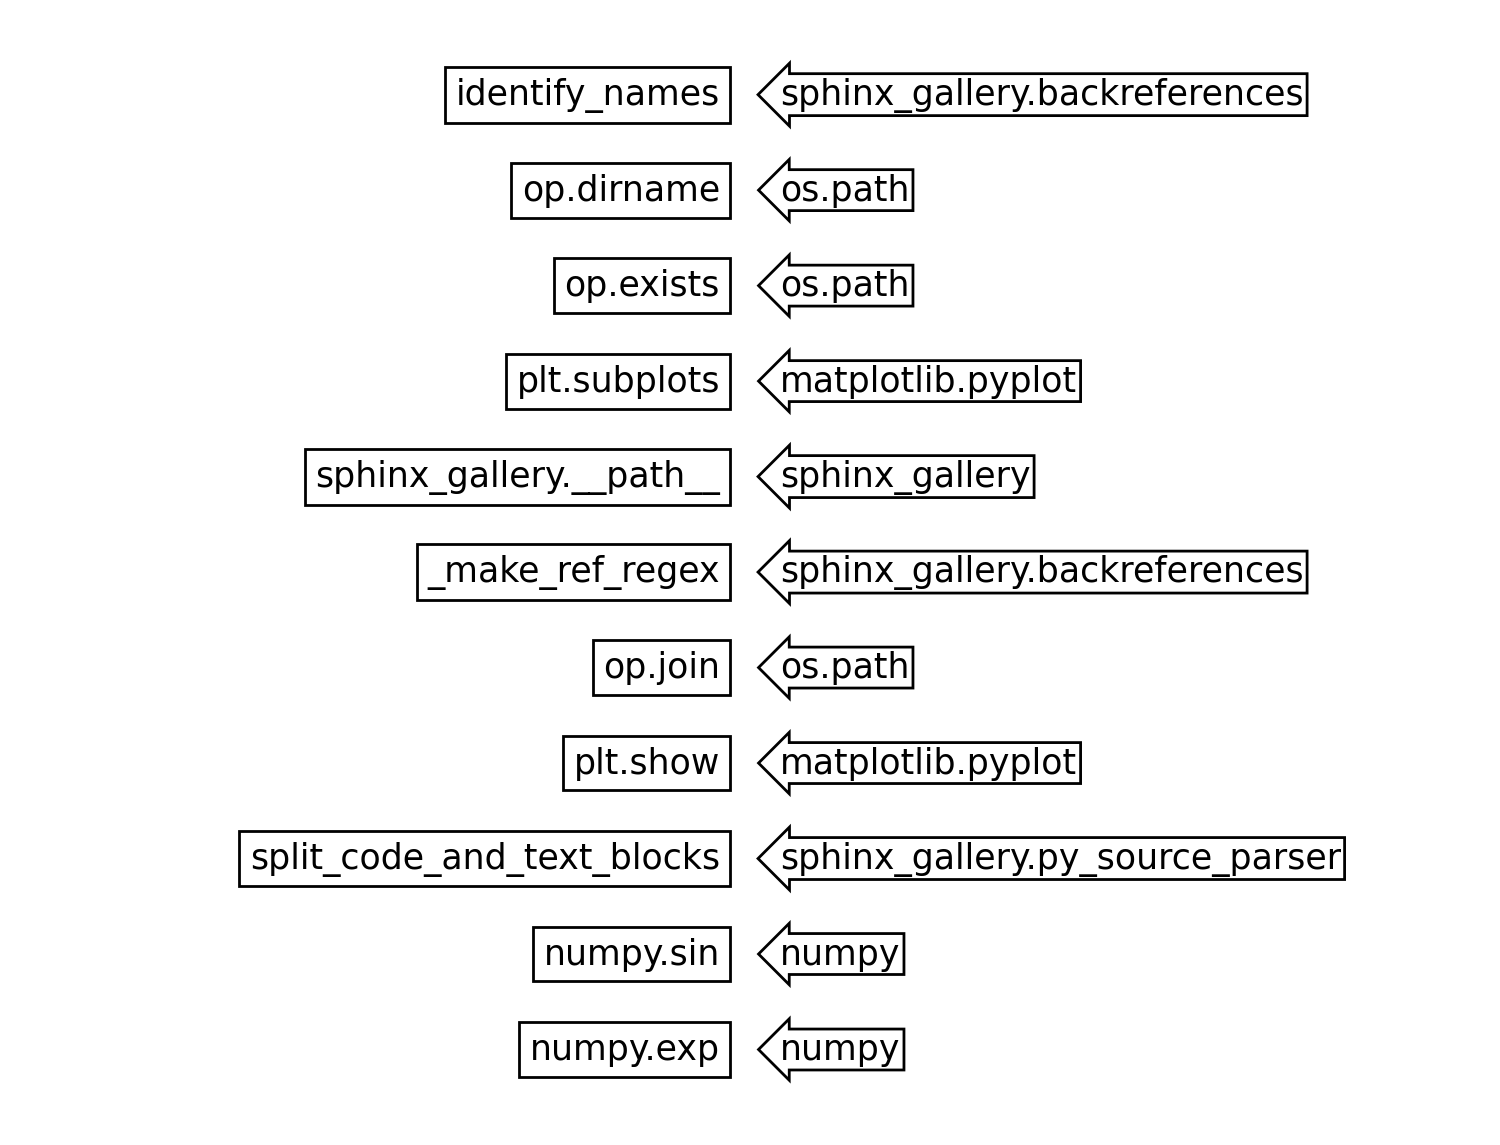 identify_names sphinx_gallery.backreferences
op.dirname os.path
op.exists os.path
plt.subplots matplotlib.pyplot
sphinx_gallery.__path__ sphinx_gallery
_make_ref_regex sphinx_gallery.backreferences
op.join os.path
plt.show matplotlib.pyplot
split_code_and_text_blocks sphinx_gallery.py_source_parser
numpy.sin numpy
numpy.exp numpy